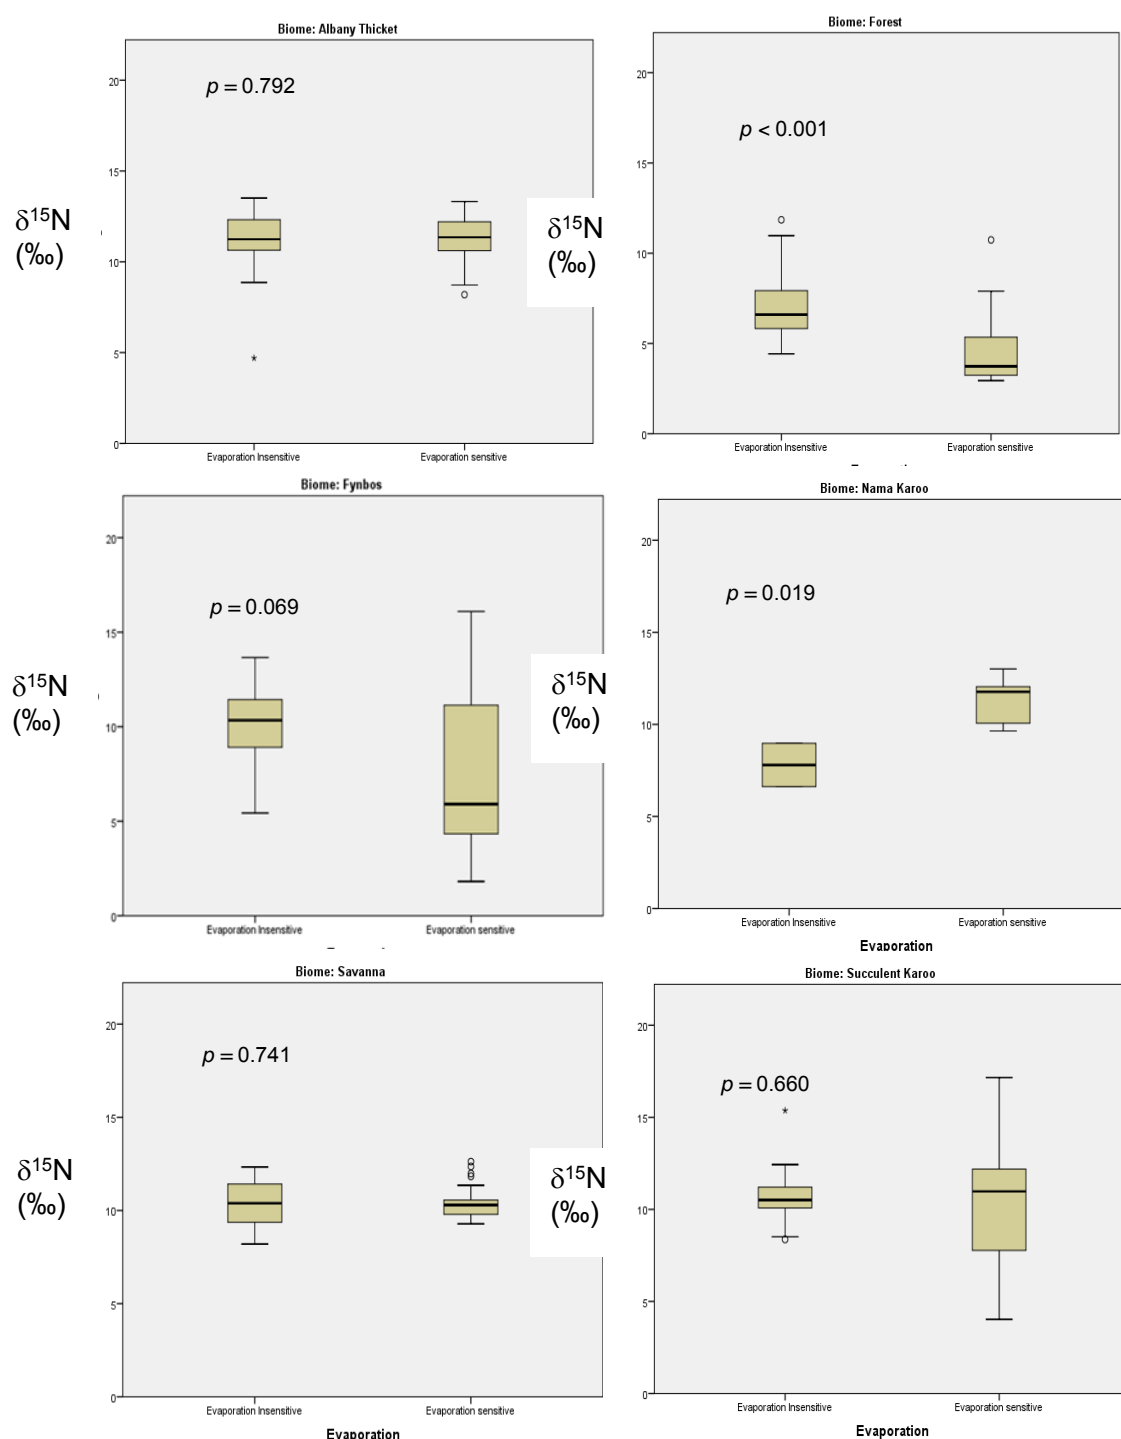 Biome: Albany Thicket
p = 0.792
20
15
10
5
0
δ15N
(‰)
Evaporation Insensitive
Evaporation sensitive
Biome: Forest
p < 0.001
20
15
10
5
0
δ15N
(‰)
Evaporation Insensitive
Evaporation sensitive
Biome: Fynbos
p = 0.069
20
15
10
5
0
δ15N
(‰)
Evaporation Insensitive
Evaporation sensitive
Biome: Nama Karoo
p = 0.019
20
15
10
5
0
δ15N
(‰)
Evaporation Insensitive
Evaporation sensitive
Evaporation
Biome: Savanna
p = 0.741
20
15
10
5
0
δ15N
(‰)
Evaporation Insensitive
Evaporation sensitive
Evaporation
Biome: Succulent Karoo
p = 0.660
20
15
10
5
0
δ15N
(‰)
Evaporation Insensitive
Evaporation sensitive
Evaporation